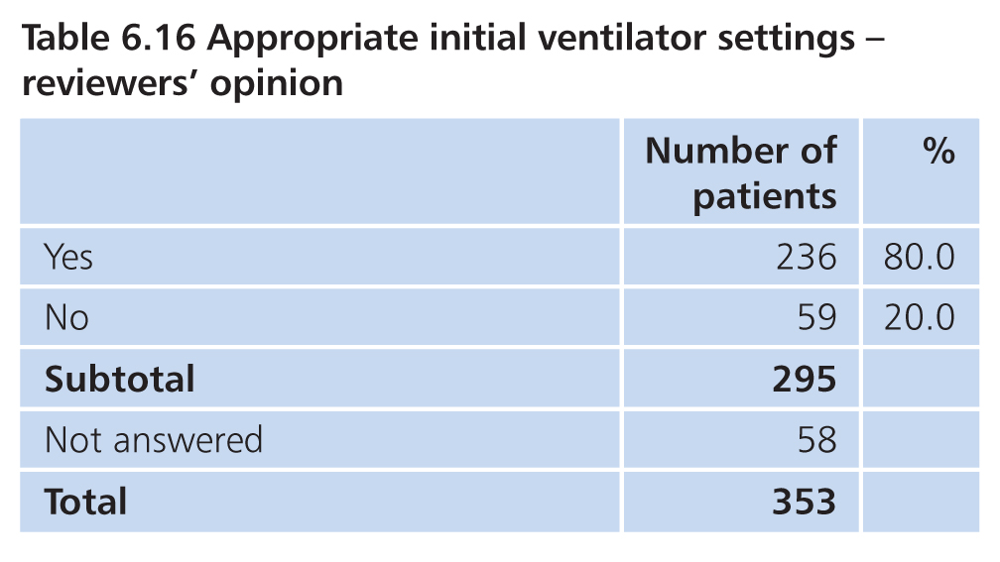 Table 6.16 Appropriate initial ventilator settings –
reviewers’ opinion
Number of patients %
Yes 236 80.0
No 59 20.0
Subtotal 295
Not answered 58
Total 353